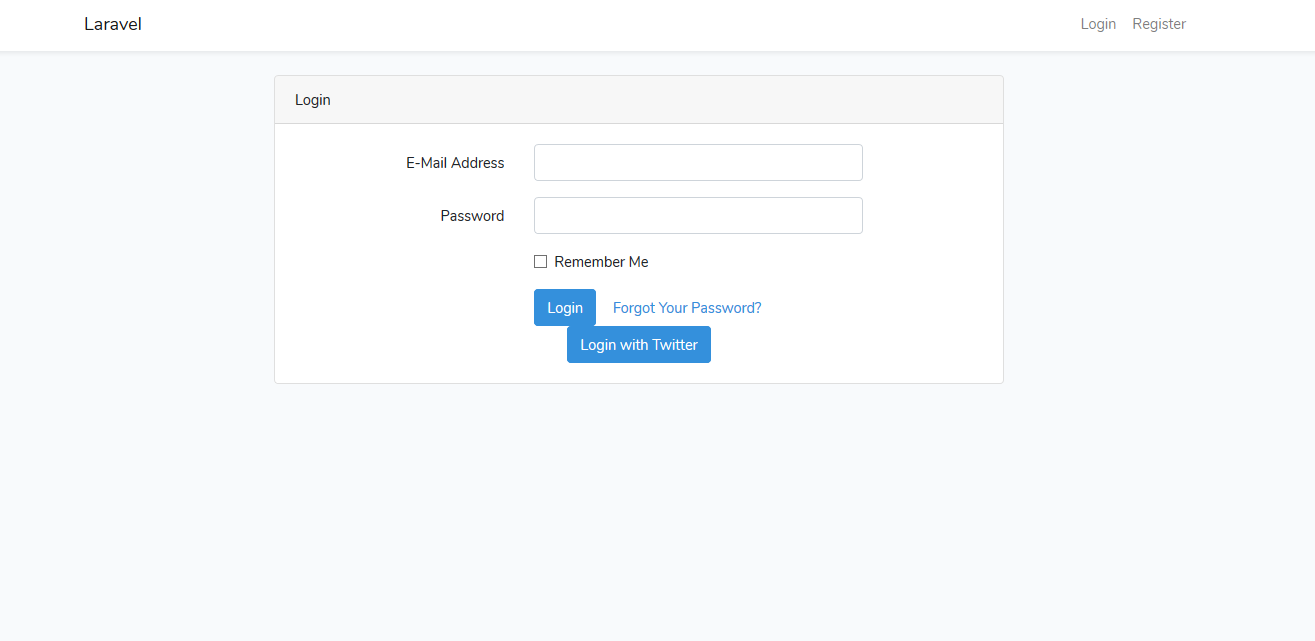 Laravel
Login Register
Login
E-Mail Address
Password
Remember Me
Login Forgot Your Password?
Login with Twitter